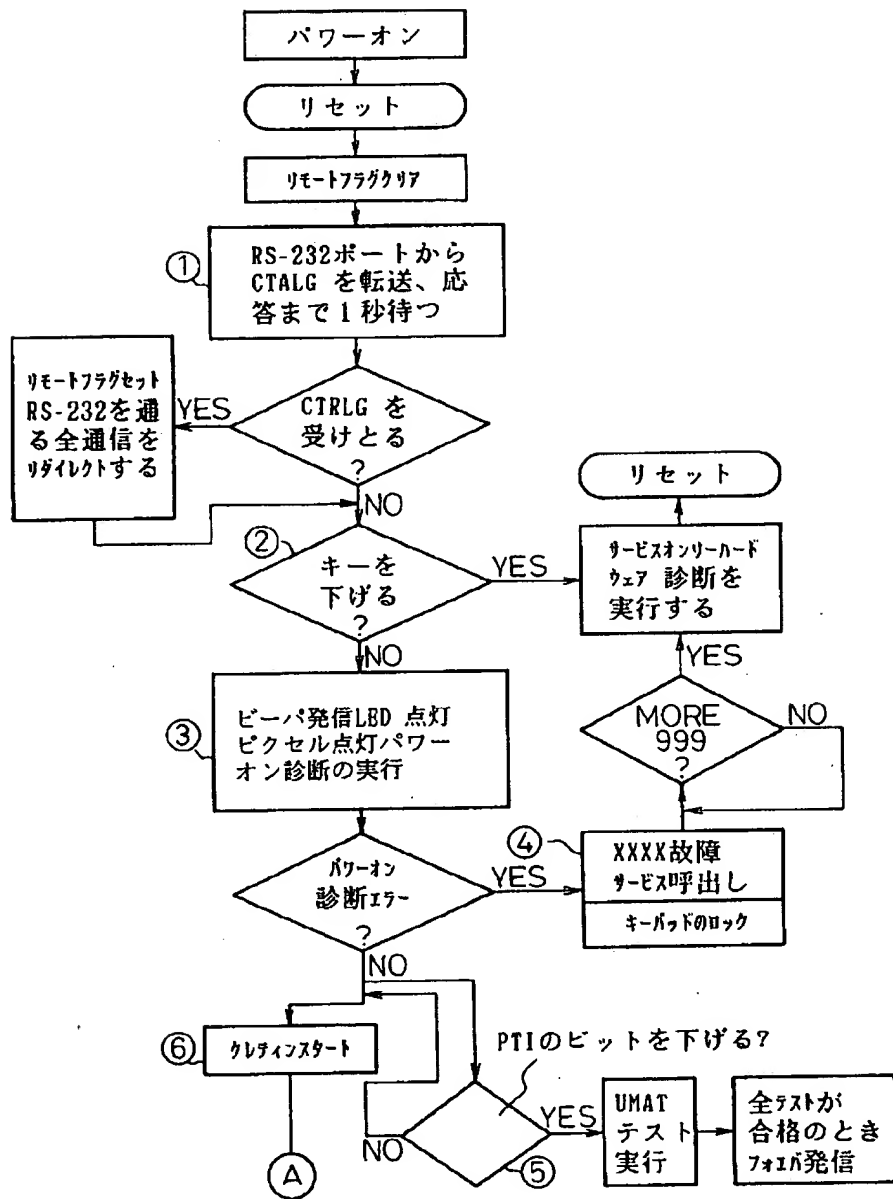 パワーオン
リセット
リモートフラグクリア
①
RS-232ポートから
CTALG を転送、応
答まで1秒待つ
リモートフラグセット
RS-232を通
る全通信を
リダイレクトする
YES
CTRLG を
受けとる
?
NO
リセット
②
キーを
下げる
?
YES
サービスオンリーハード
ウェア 診断を
実行する
NO
YES
③
ビーパ発信LBD 点灯
ピクセル点灯パワー
オン診断の実行
MORE
999
?
NO
④
XXXX故障
サービス呼出し
キーパッドのロック
パワーオン
診断エラー
?
YES
NO
⑥
クレディンスタート
PTIのビットを下げる?
NO
YES
⑤
UMAT
テスト
実行
全テストが
合格のとき
フォエバ発信
A